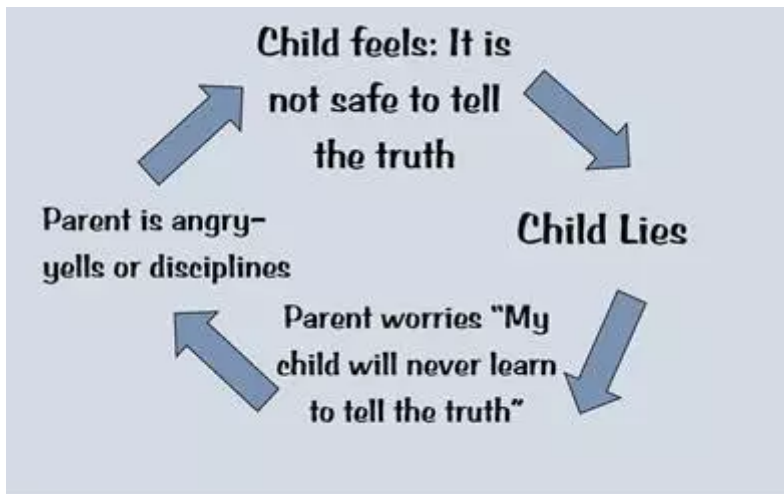 Child feels: It is
not safe to tell
the truth
Child Lies
Parent worries "My
child will never learn
to tell the truth"
Parent is angry-
yells or disciplines